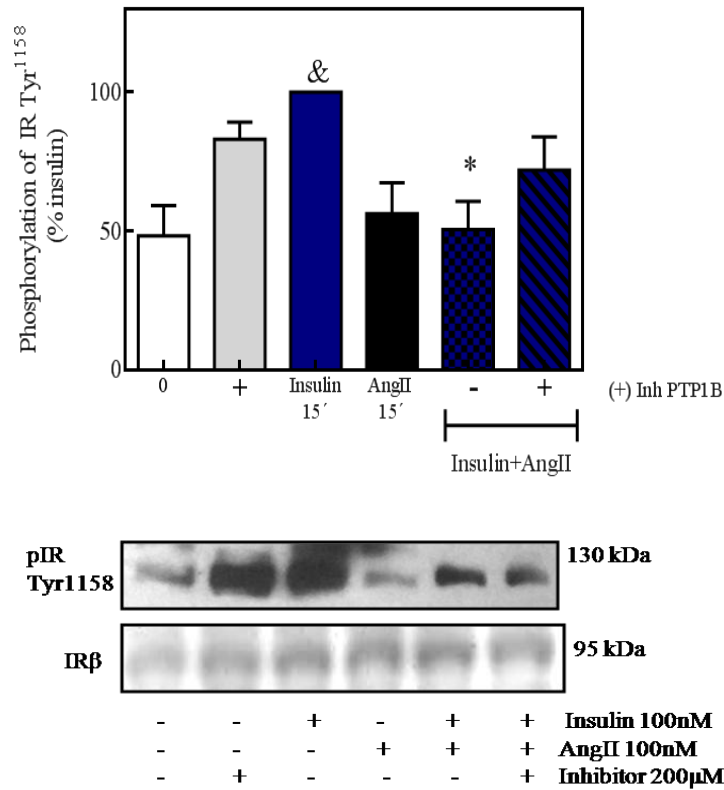 Phosphorylation of IR Tyr1158
(% insulin)
100
50
0
&
*
0 + Insulin AngII - + (+) Inh PTP1B
15´ 15´
Insulin+AngII
pIR
Tyr1158
130 kDa
IRβ
95 kDa
- - + - + + Insulin 100nM
- - - + + + AngII 100nM
- + - - - + Inhibitor 200µM